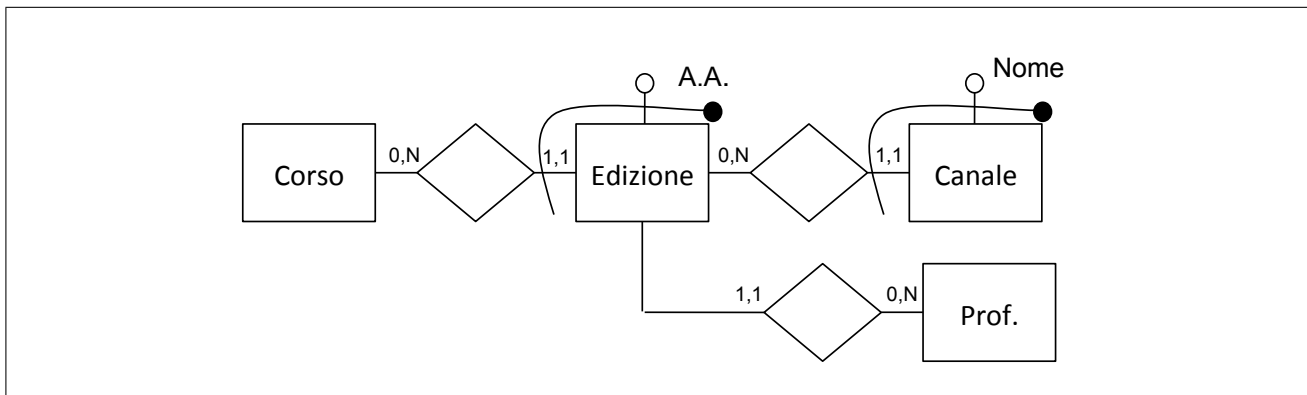 A.A.
Nome
Corso
0,N
1,1
Edizione
0,N
1,1
Canale
1,1
0,N
Prof.